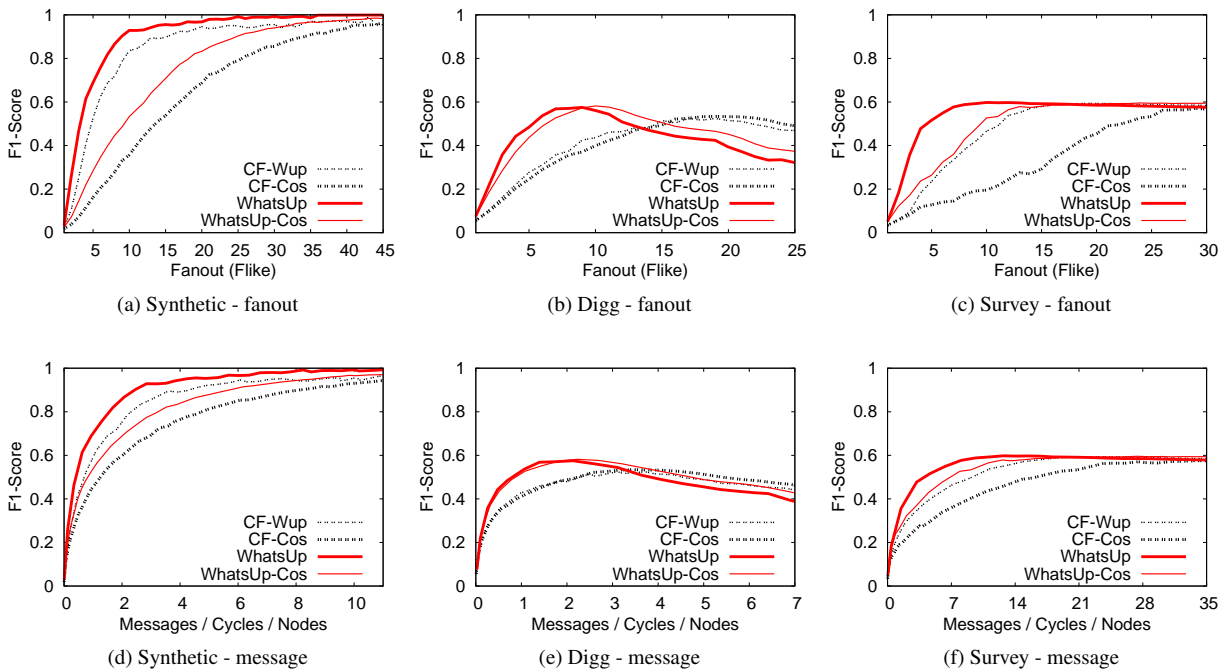 1
0.8
0.6
0.4
0.2
0
F1-Score
CF-Wup
CF-Cos
WhatsUp
WhatsUp-Cos
5 10 15 20 25 30 35 40 45
Fanout (Flike)
(a) Synthetic - fanout
1
0.8
0.6
0.4
0.2
0
F1-Score
CF-Wup
CF-Cos
WhatsUp
WhatsUp-Cos
5 10 15 20 25
Fanout (Flike)
(b) Digg - fanout
1
0.8
0.6
0.4
0.2
0
F1-Score
CF-Wup
CF-Cos
WhatsUp
WhatsUp-Cos
5 10 15 20 25 30
Fanout (Flike)
(c) Survey - fanout
1
0.8
0.6
0.4
0.2
0
F1-Score
CF-Wup
CF-Cos
WhatsUp
WhatsUp-Cos
0 2 4 6 8 10
Messages / Cycles / Nodes
(d) Synthetic - message
1
0.8
0.6
0.4
0.2
0
F1-Score
CF-Wup
CF-Cos
WhatsUp
WhatsUp-Cos
0 1 2 3 4 5 6 7
Messages / Cycles / Nodes
(e) Digg - message
1
0.8
0.6
0.4
0.2
0
F1-Score
CF-Wup
CF-Cos
WhatsUp
WhatsUp-Cos
0 7 14 21 28 35
Messages / Cycles / Nodes
(f) Survey - message